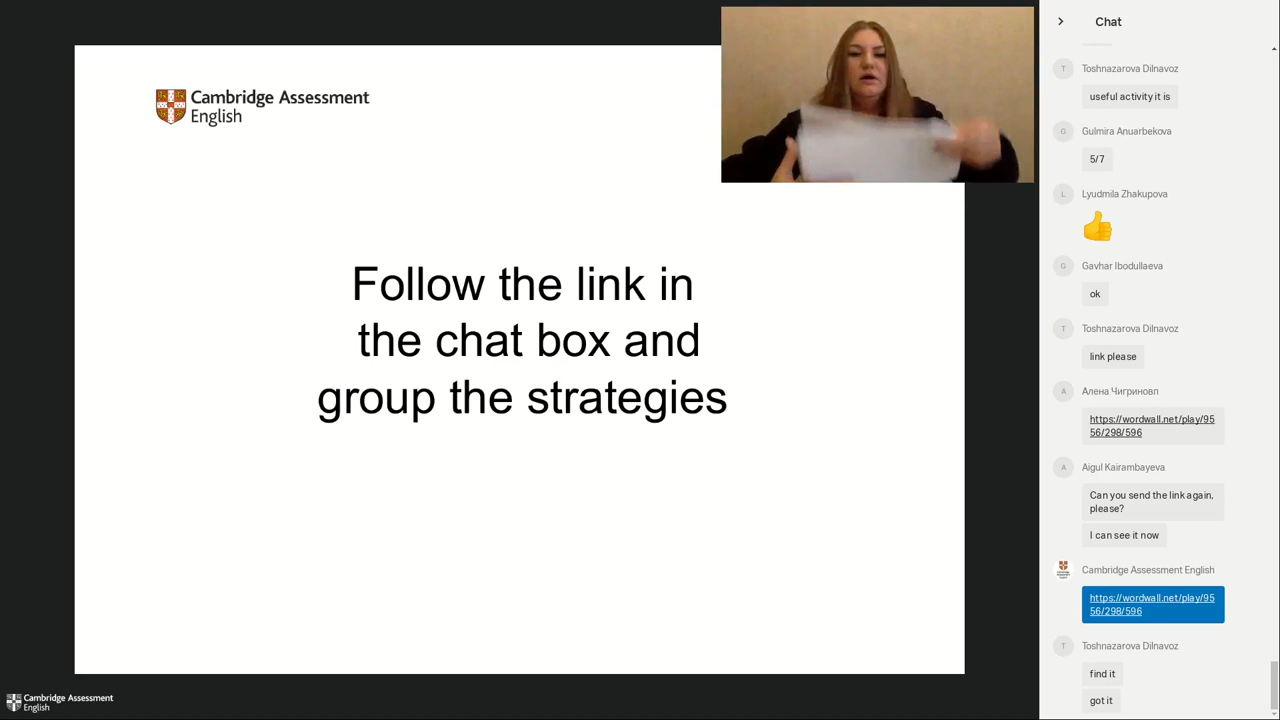 Cambridge Assessment
English
Follow the link in
the chat box and
group the strategies
Cambridge Assessment
English
Chat
T
Toshnazarova Dilnavoz
useful activity it is
G
Gulmira Anuarbekova
5/7
L
Lyudmila Zhakupova
G
Gavhar Ibodullaeva
ok
T
Toshnazarova Dilnavoz
link please
A
Алена Чигриновп
https://wordwall.net/play/95
56/298/596
A
Aigul Kairambayeva
Can you send the link again,
please?
I can see it now
Cambridge Assessment English
https://wordwall.net/play/95
56/298/596
T
Toshnazarova Dilnavoz
find it
got it